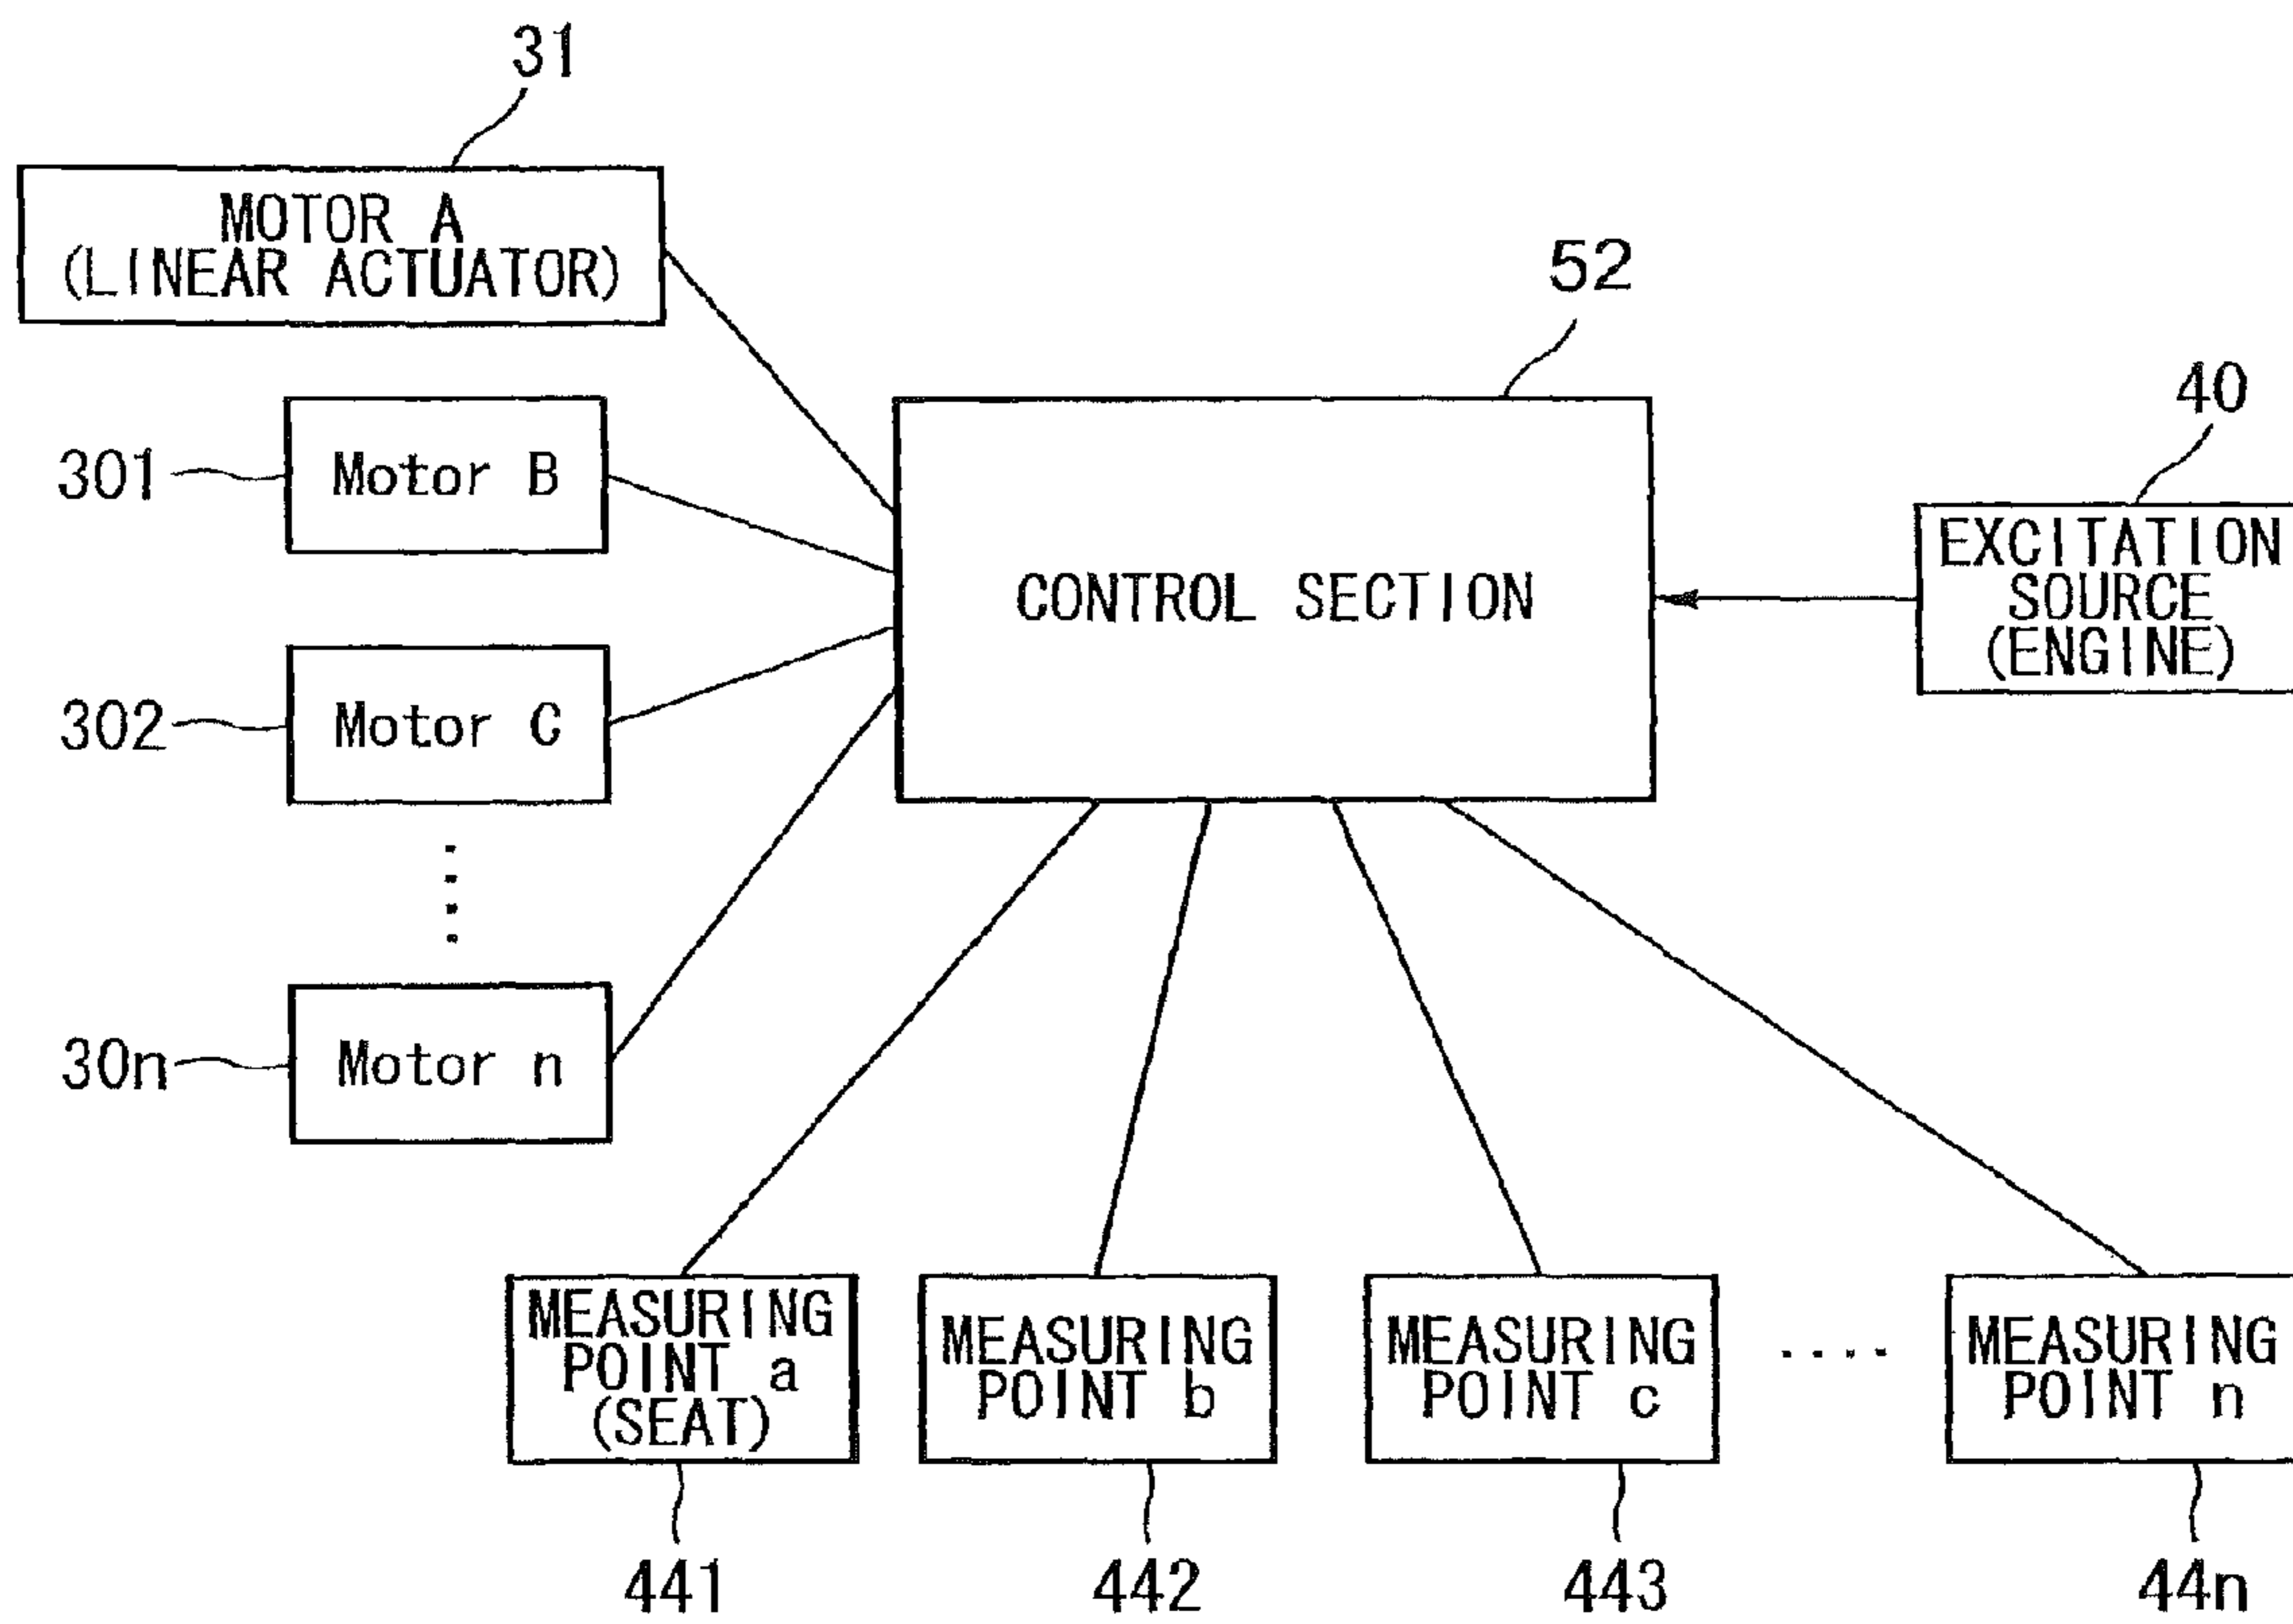 31
MOTOR A
(LINEAR ACTUATOR)
52
40
301
Motor B
CONTROL SECTION
EXCITATION
SOURCE
(ENGINE)
302
Motor C
30n
Motor n
MEASURING
POINT a
(SEAT)
MEASURING
POINT b
MEASURING
POINT c
....
MEASURING
POINT n
441
442
443
44n